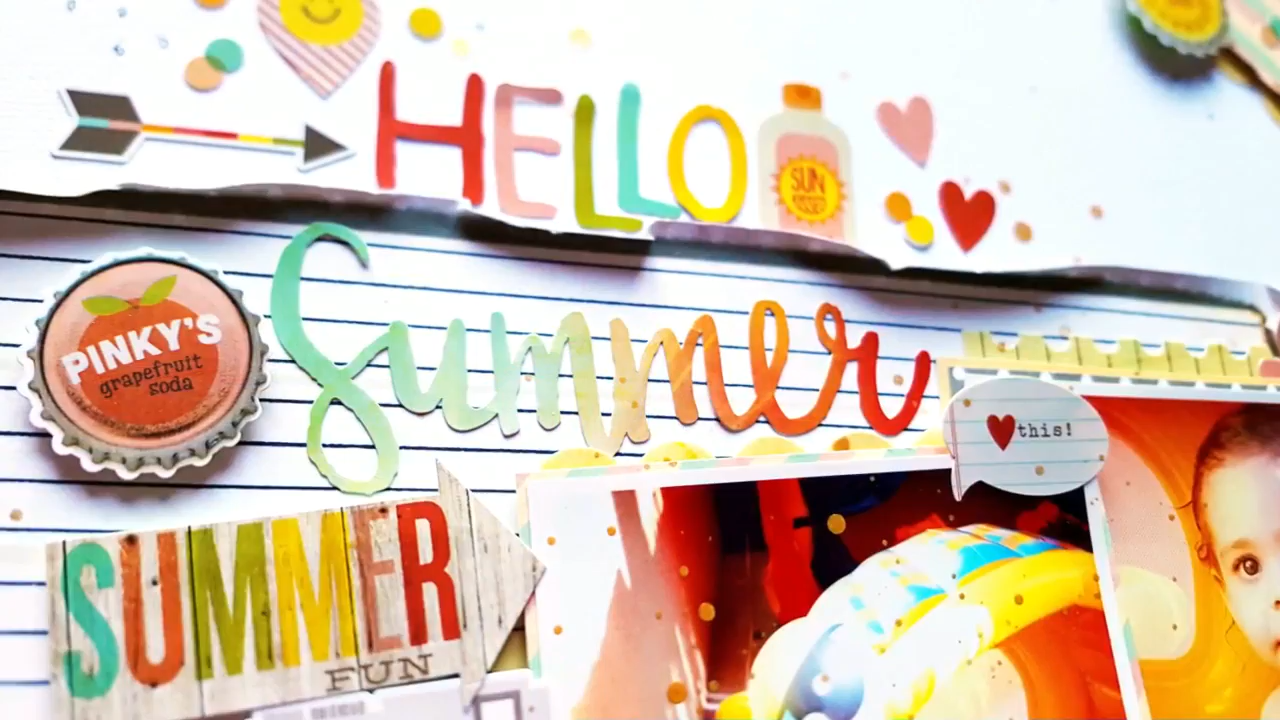 HELLO
SUN
KISSED
Summer
PINKY'S
grapefruit
soda
this!
SUMMER
FUN